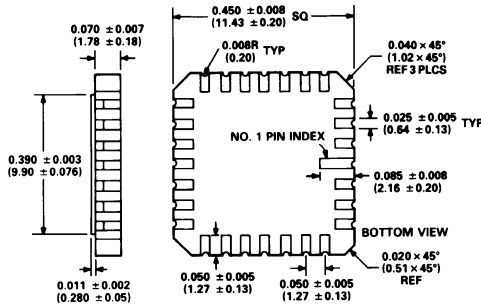 0.450 ±0.008
(11.43 ±0.20)
SQ
0.070 ±0.007
(1.78 ± 0.18)
0.008R
(0.20)
TYP
0.040 × 45°
(1.02 × 45°)
REF 3 PLCS
0.025 ±0.005
(0.64 ± 0.13)
TYP
NO. 1 PIN INDEX
0.390 ±0.003
(9.90 ±0.076)
0.085 ±0.008
(2.16 ± 0.20)
BOTTOM VIEW
0.020 × 45°
(0.51 × 45°)
REF
0.011 ±0.002
(0.280 ± 0.05)
0.050 ±0.005
(1.27 ± 0.13)
0.050 ±0.005
(1.27 ± 0.13)